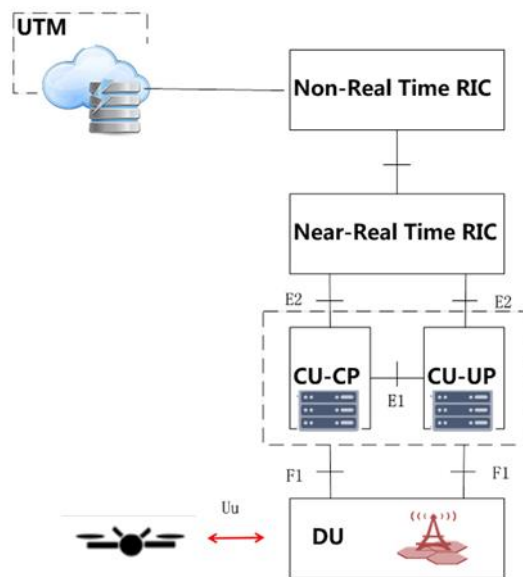 UTM
Non-Real Time RIC
Near-Real Time RIC
E2
E2
CU-CP
CU-UP
E1
F1
F1
Uu
DU